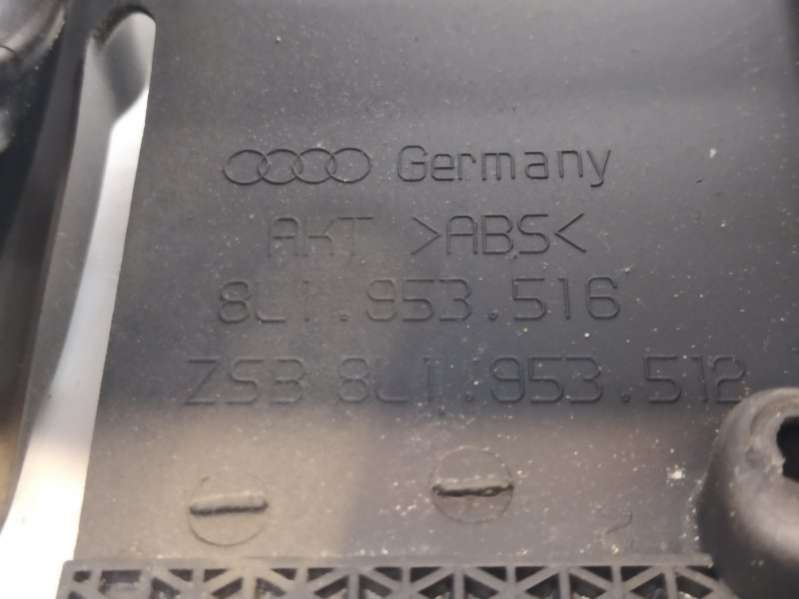 Germany
AKT >ABS<
8L1.953.516
ZSB 8L1.953.512